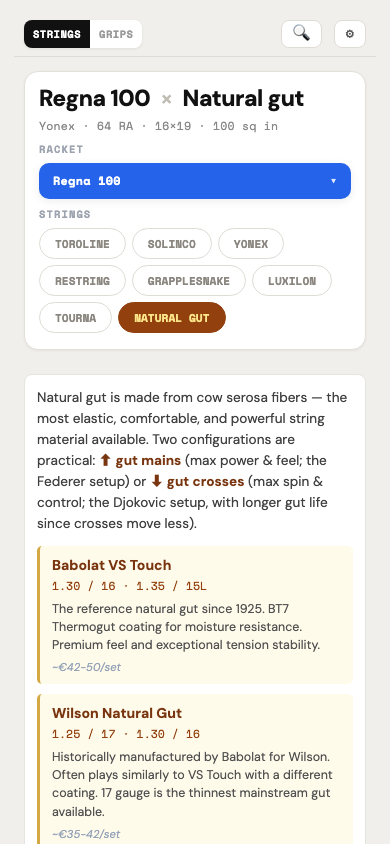 STRINGS GRIPS
Regna 100 × Natural gut
Yonex · 64 RA · 16×19 · 100 sq in
RACKET
Regna 100
STRINGS
TOROLINE SOLINCO YONEX
RESTRING GRAPPLESNAKE LUXILON
TOURNA NATURAL GUT
Natural gut is made from cow serosa fibers — the
most elastic, comfortable, and powerful string
material available. Two configurations are
practical: ⬆ gut mains (max power & feel; the
Federer setup) or ⬇ gut crosses (max spin &
control; the Djokovic setup, with longer gut life
since crosses move less).
Babolat VS Touch
1.30 / 16 · 1.35 / 15L
The reference natural gut since 1925. BT7
Thermogut coating for moisture resistance.
Premium feel and exceptional tension stability.
~€42-50/set
Wilson Natural Gut
1.25 / 17 · 1.30 / 16
Historically manufactured by Babolat for Wilson.
Often plays similarly to VS Touch with a different
coating. 17 gauge is the thinnest mainstream gut
available.
~€35-42/set